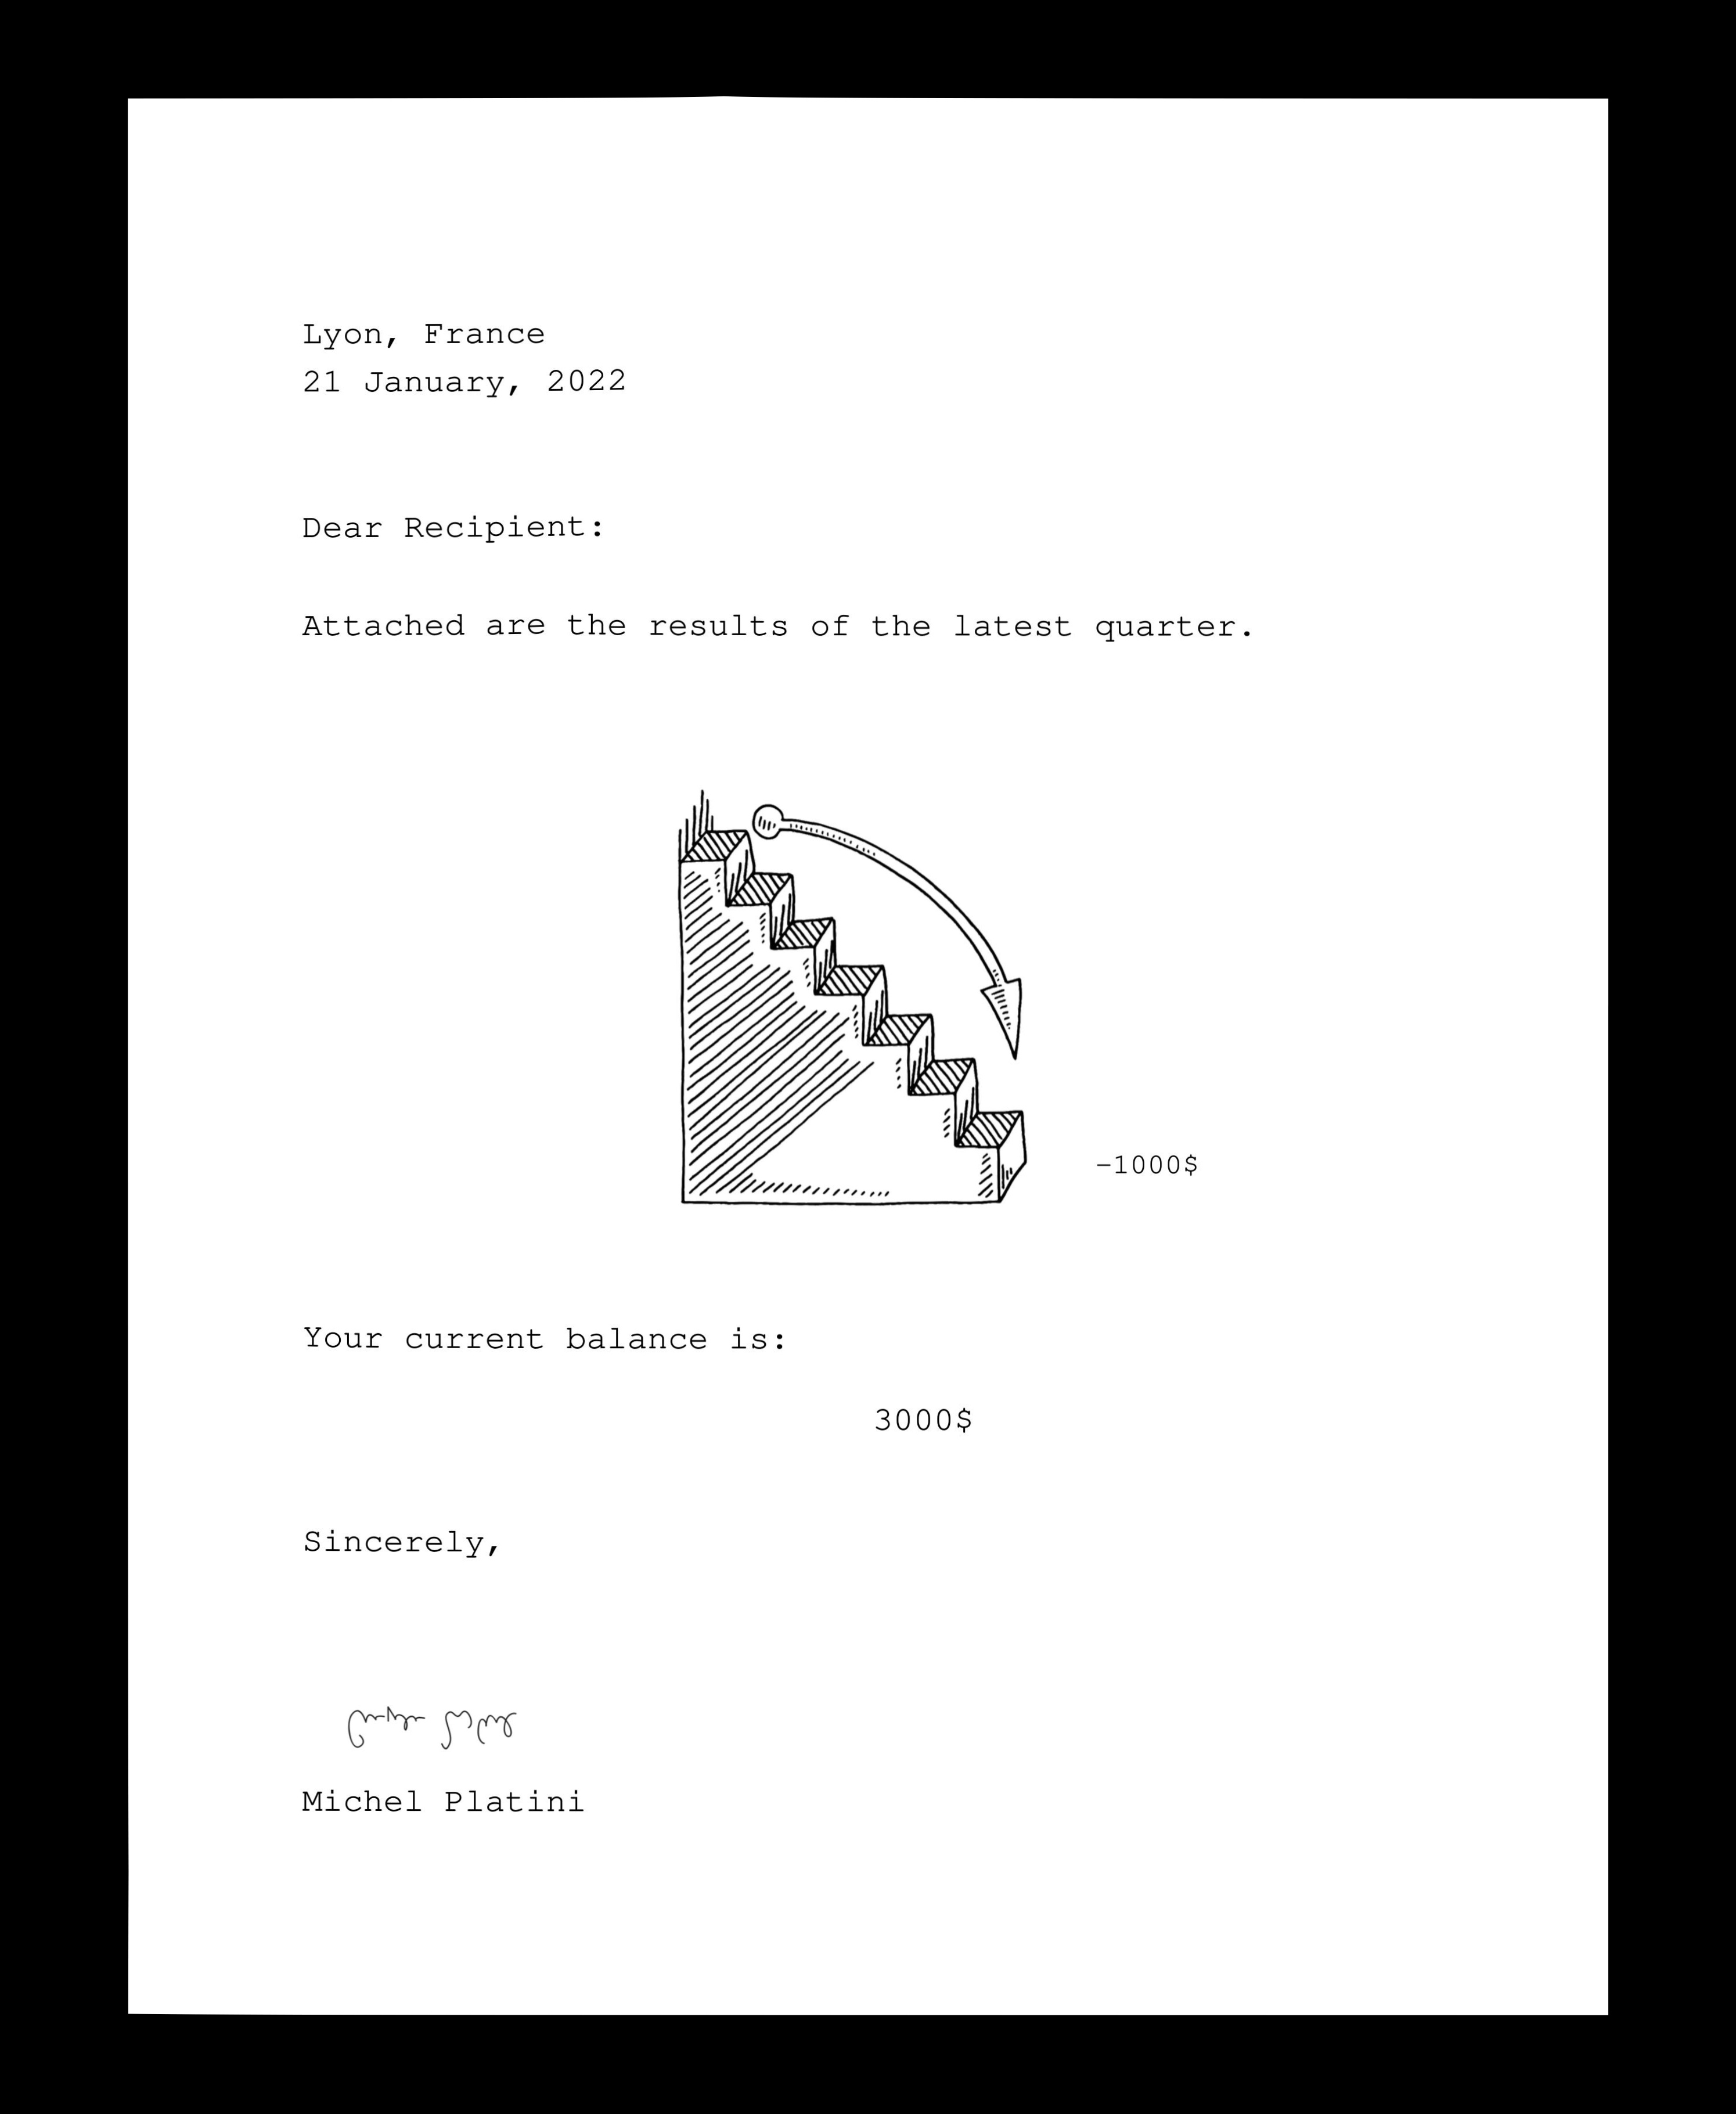 Lyon, France
21 January, 2022
Dear Recipient:
Attached are the results of the latest quarter.
-1000$
Your current balance is:
3000$
Sincerely,
Michel Platini